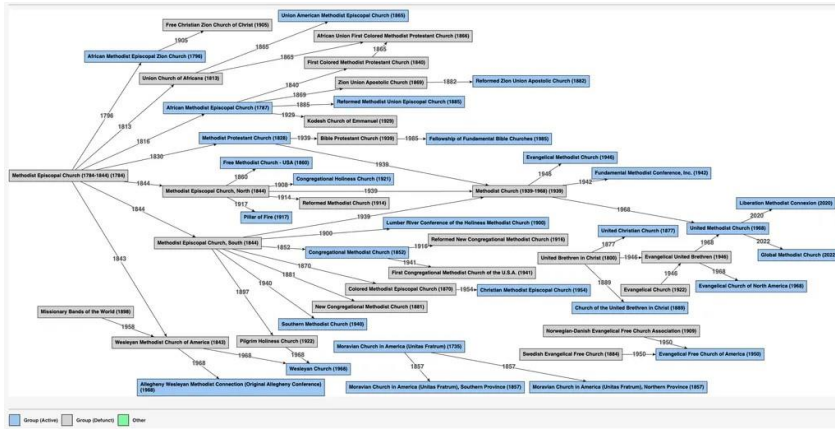 Free Christian Zion Church of Christ (1905)
Union American Methodist Episcopal Church (1865)
1905
African Union First Colored Methodist Protestant Church (1866)
African Methodist Episcopal Zion Church (1796)
1865
1865
1865
First Colored Methodist Protestant Church (1840)
Union Church of Africans (1813)
1840
Zion Union Apostolic Church (1869)
1882
Reformed Zion Union Apostolic Church (1882)
1869
African Methodist Episcopal Church (1787)
1885
Reformed Methodist Union Episcopal Church (1885)
1796
1929
Kodesh Church of Emmanuel (1929)
1813
1816
Methodist Protestant Church (1828)
1939
Bible Protestant Church (1939)
1985
Fellowship of Fundamental Bible Churches (1985)
1830
Free Methodist Church - USA (1860)
1939
Evangelical Methodist Church (1946)
Methodist Episcopal Church (1784-1844) (1784)
1860
Congregational Holiness Church (1921)
1946
Fundamental Methodist Conference, Inc. (1942)
1844
Methodist Episcopal Church, North (1844)
1908
1939
Methodist Church (1939-1968) (1939)
1942
1914
Reformed Methodist Church (1914)
1917
Pillar of Fire (1917)
1844
1939
1968
Liberation Methodist Connexion (2020)
Lumber River Conference of the Holiness Methodist Church (1900)
2020
1900
United Christian Church (1877)
United Methodist Church (1968)
Methodist Episcopal Church, South (1844)
1852
Congregational Methodist Church (1852)
1916
Reformed New Congregational Methodist Church (1916)
1877
1968
2022
Global Methodist Church (2022)
1941
United Brethren in Christ (1800)
1946
Evangelical United Brethren (1946)
1843
1870
First Congregational Methodist Church of the U.S.A. (1941)
1946
1968
1881
Colored Methodist Episcopal Church (1870)
1954
Christian Methodist Episcopal Church (1954)
1889
Evangelical Church (1922)
Evangelical Church of North America (1968)
1940
1897
New Congregational Methodist Church (1881)
Church of the United Brethren in Christ (1889)
Missionary Bands of the World (1898)
1958
Southern Methodist Church (1940)
Norwegian-Danish Evangelical Free Church Association (1909)
Wesleyan Methodist Church of America (1843)
Pilgrim Holiness Church (1922)
Moravian Church in America (Unitas Fratrum) (1735)
1950
1968
1968
1968
Swedish Evangelical Free Church (1884)
1950
Evangelical Free Church of America (1950)
Wesleyan Church (1968)
1857
1857
Allegheny Wesleyan Methodist Connection (Original Allegheny Conference)
(1968)
Moravian Church in America (Unitas Fratrum), Southern Province (1857)
Moravian Church in America (Unitas Fratrum), Northern Province (1857)
Group (Active)
Group (Defunct)
Other